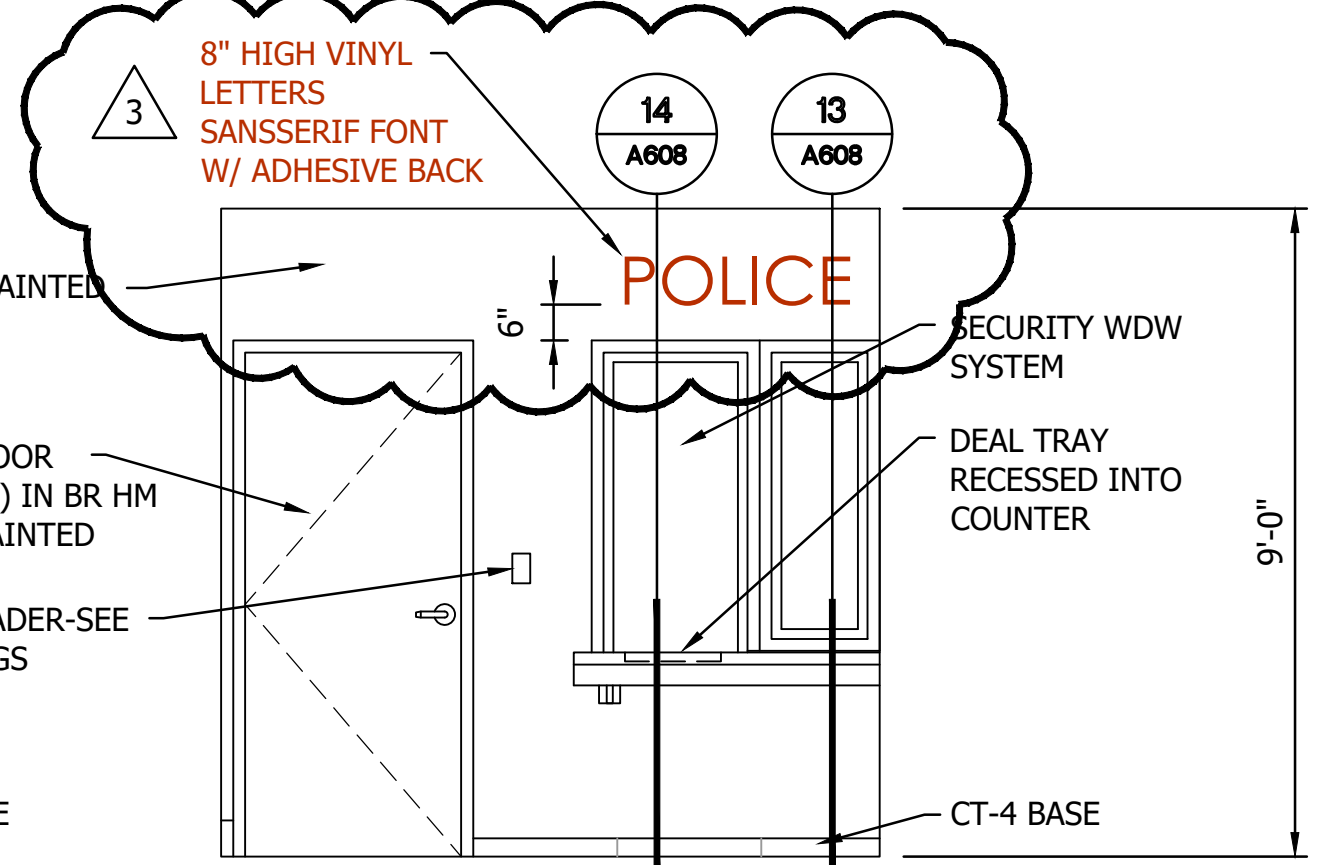 8" HIGH VINYL
LETTERS
SANSSERIF FONT
W/ ADHESIVE BACK
3
14
A608
13
A608
POLICE
6"
AINTED
SECURITY WDW
SYSTEM
DEAL TRAY
RECESSED INTO
COUNTER
9'-0"
OOR
) IN BR HM
AINTED
ADER-SEE
GS
E
CT-4 BASE